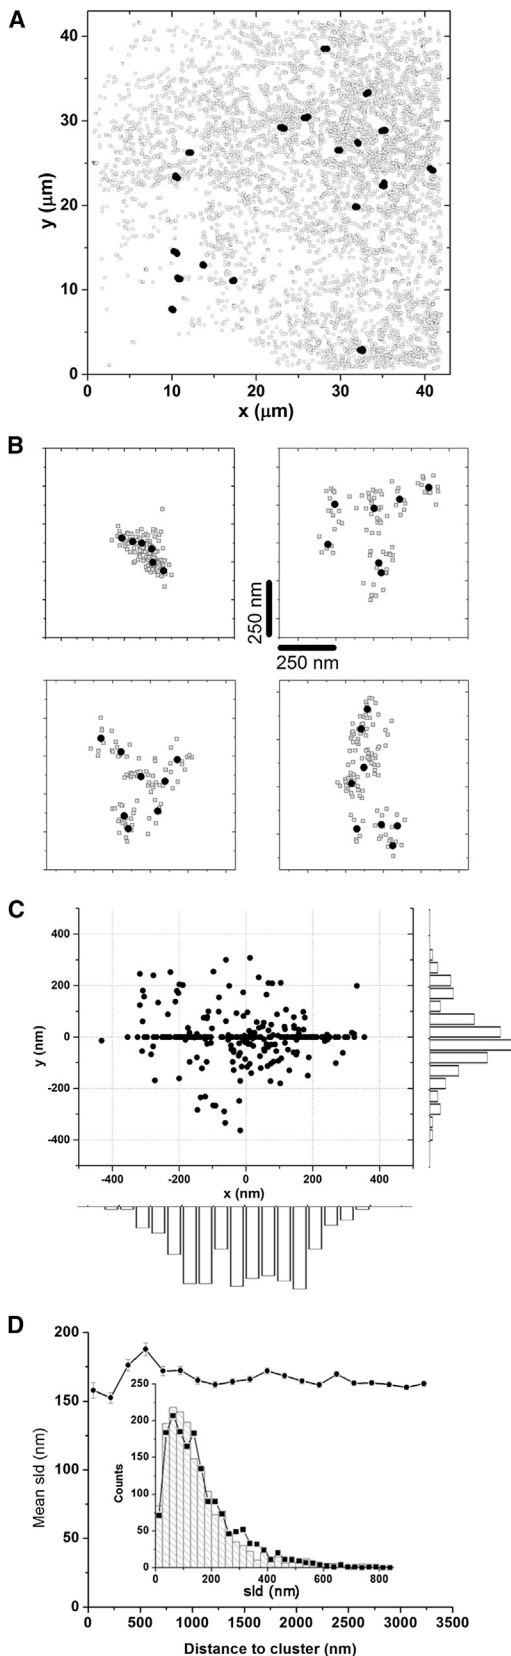 A
40
30
20
10
0
y (μm)
0 10 20 30 40
x (μm)
B
250 nm
250 nm
C
400
200
0
-200
-400
y (nm)
-400 -200 0 200 400
x (nm)
D
200
150
100
50
0
Mean sld (nm)
250
200
150
100
50
0
Counts
0 200 400 600 800
sld (nm)
0 500 1000 1500 2000 2500 3000 3500
Distance to cluster (nm)